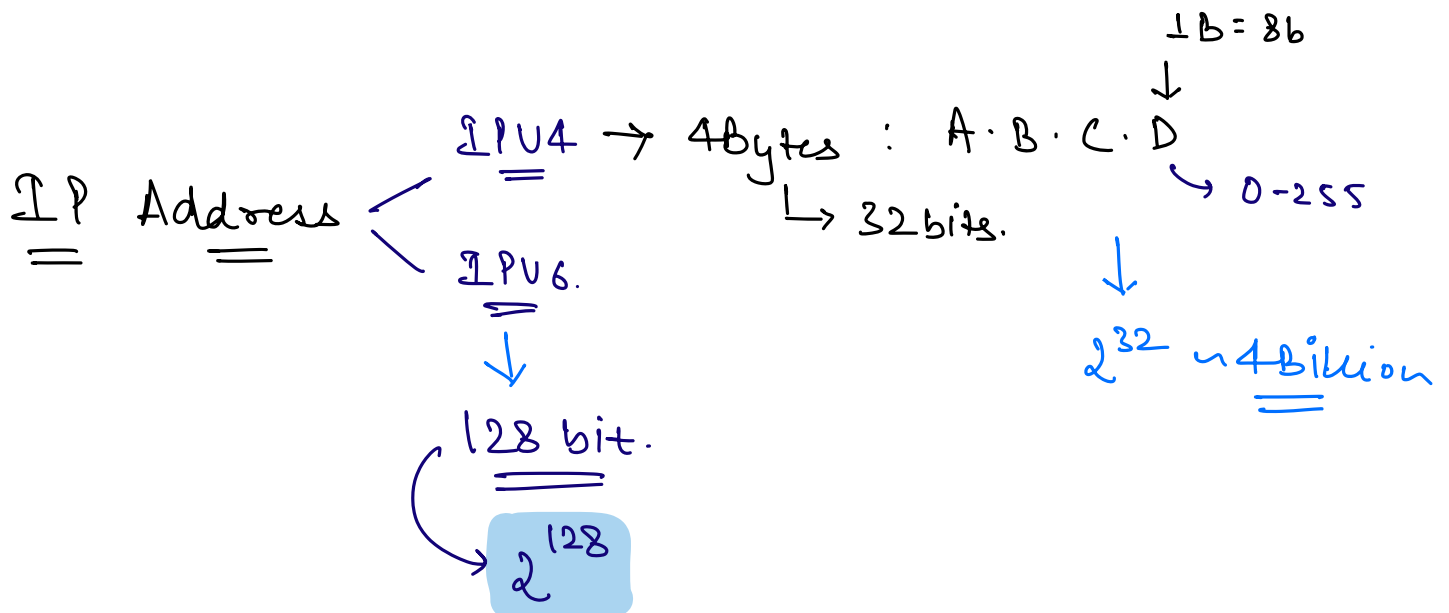 1B = 8b
IPV4 → 4Bytes : A.B.C.D
IP Address
→ 0-255
→ 32 bits.
IPV6.
2^32 ~ 4Billion
128 bit.
2^128